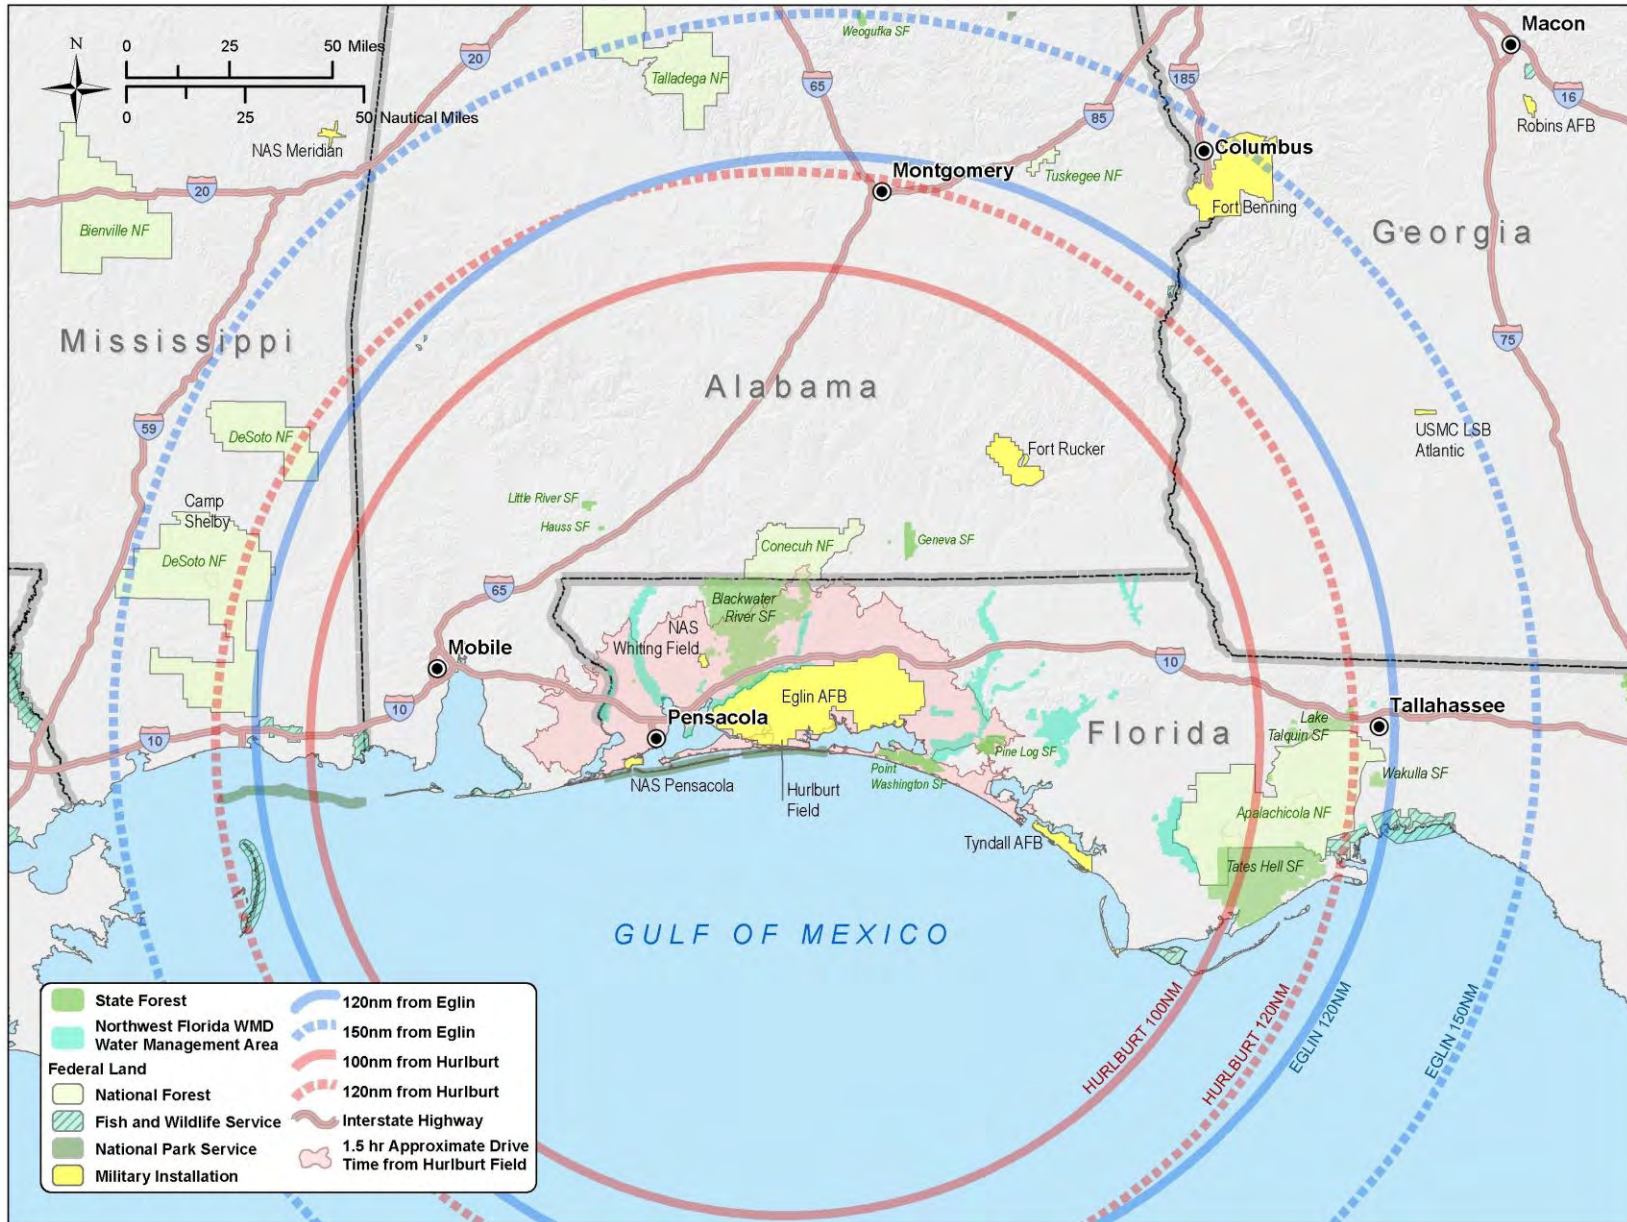 Weogufka SF
Macon
N
0 25 50 Miles
0 25 50 Nautical Miles
20
65
185
85
16
Talladega NF
Robins AFB
NAS Meridian
Columbus
Montgomery
Tuskegee NF
20
Fort Benning
Bienville NF
Georgia
Mississippi
75
Alabama
59
DeSoto NF
USMC LSB
Atlantic
Fort Rucker
Camp
Shelby
Little River SF
Hauss SF
DeSoto NF
Conecuh NF
Geneva SF
65
Blackwater
River SF
NAS
Whiting Field
Mobile
10
Eglin AFB
10
Pensacola
Tallahassee
Lake
Talquin SF
Florida
10
Pine Log SF
Point
Washington SF
Wakulla SF
NAS Pensacola
Hurlburt
Field
Apalachicola NF
Tyndall AFB
Tates Hell SF
GULF OF MEXICO
HURLBURT 100NM
HURLBURT 120NM
EGLIN 120NM
EGLIN 150NM
State Forest
Northwest Florida WMD
Water Management Area
Federal Land
National Forest
Fish and Wildlife Service
National Park Service
Military Installation
120nm from Eglin
150nm from Eglin
100nm from Hurlburt
120nm from Hurlburt
Interstate Highway
1.5 hr Approximate Drive
Time from Hurlburt Field